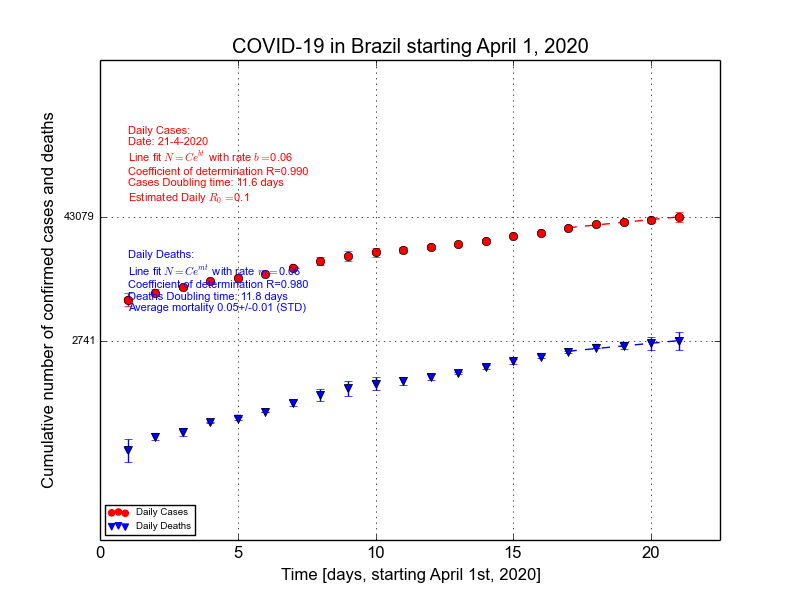 COVID-19 in Brazil starting April 1, 2020
Daily Cases:
Date: 21-4-2020
Line fit N = Ce^{bt} with rate b = 0.06
Coefficient of determination R=0.990
Cases Doubling time: 11.6 days
Estimated Daily R_0 = 0.1
43079
Daily Deaths:
Line fit N = Ce^{mt} with rate m = 0.06
Coefficient of determination R=0.980
Deaths Doubling time: 11.8 days
Average mortality 0.05+/-0.01 (STD)
2741
Cumulative number of confirmed cases and deaths
Daily Cases
Daily Deaths
0 5 10 15 20
Time [days, starting April 1st, 2020]